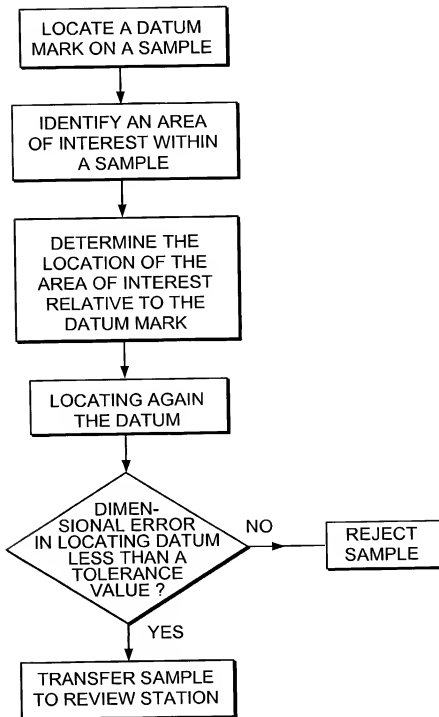 LOCATE A DATUM
MARK ON A SAMPLE
IDENTIFY AN AREA
OF INTEREST WITHIN
A SAMPLE
DETERMINE THE
LOCATION OF THE
AREA OF INTEREST
RELATIVE TO THE
DATUM MARK
LOCATING AGAIN
THE DATUM
DIMEN-
SIONAL ERROR
IN LOCATING DATUM
LESS THAN A
TOLERANCE
VALUE ?
NO
REJECT
SAMPLE
YES
TRANSFER SAMPLE
TO REVIEW STATION